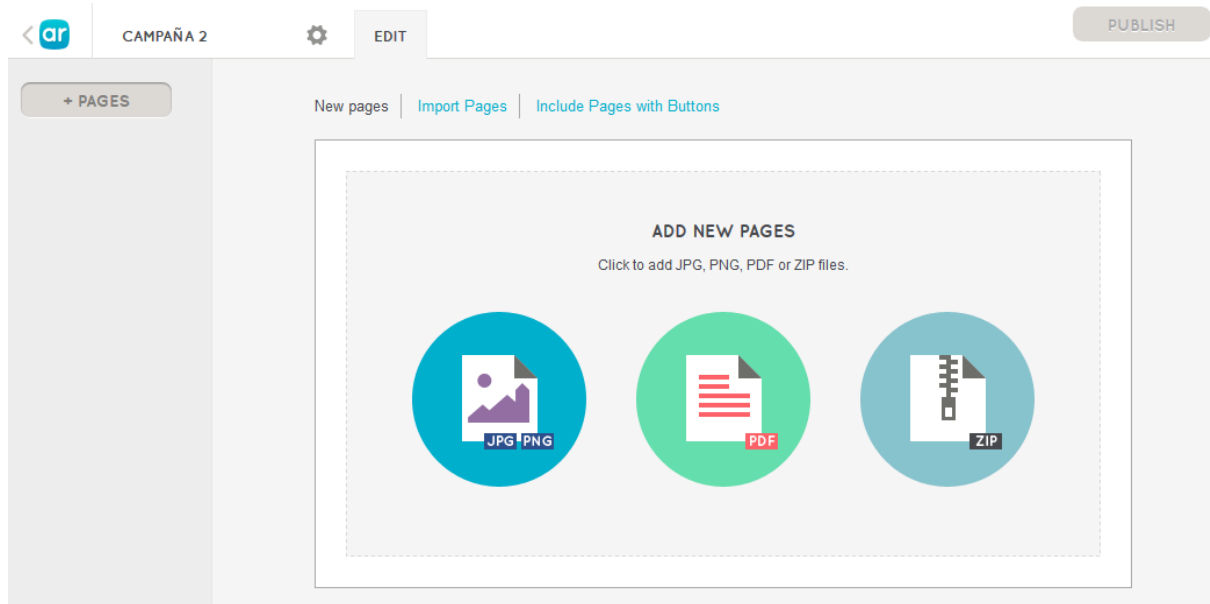 ar
CAMPAÑA 2
EDIT
PUBLISH
+ PAGES
New pages
Import Pages
Include Pages with Buttons
ADD NEW PAGES
Click to add JPG, PNG, PDF or ZIP files.
JPG PNG
PDF
ZIP